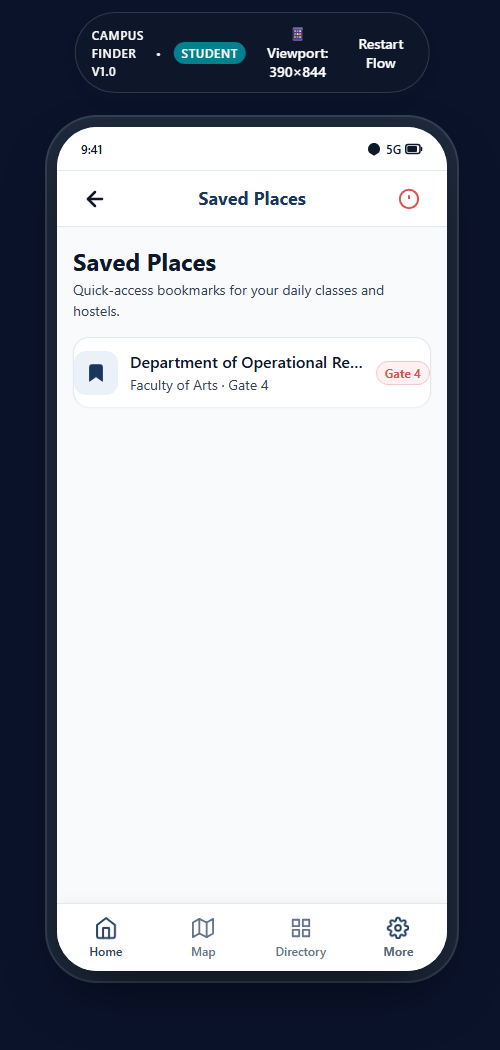 CAMPUS
FINDER
V1.0
•
STUDENT
Viewport:
390×844
Restart
Flow
9:41
5G
Saved Places
Saved Places
Quick-access bookmarks for your daily classes and
hostels.
Department of Operational Re...
Faculty of Arts · Gate 4
Gate 4
Home
Map
Directory
More